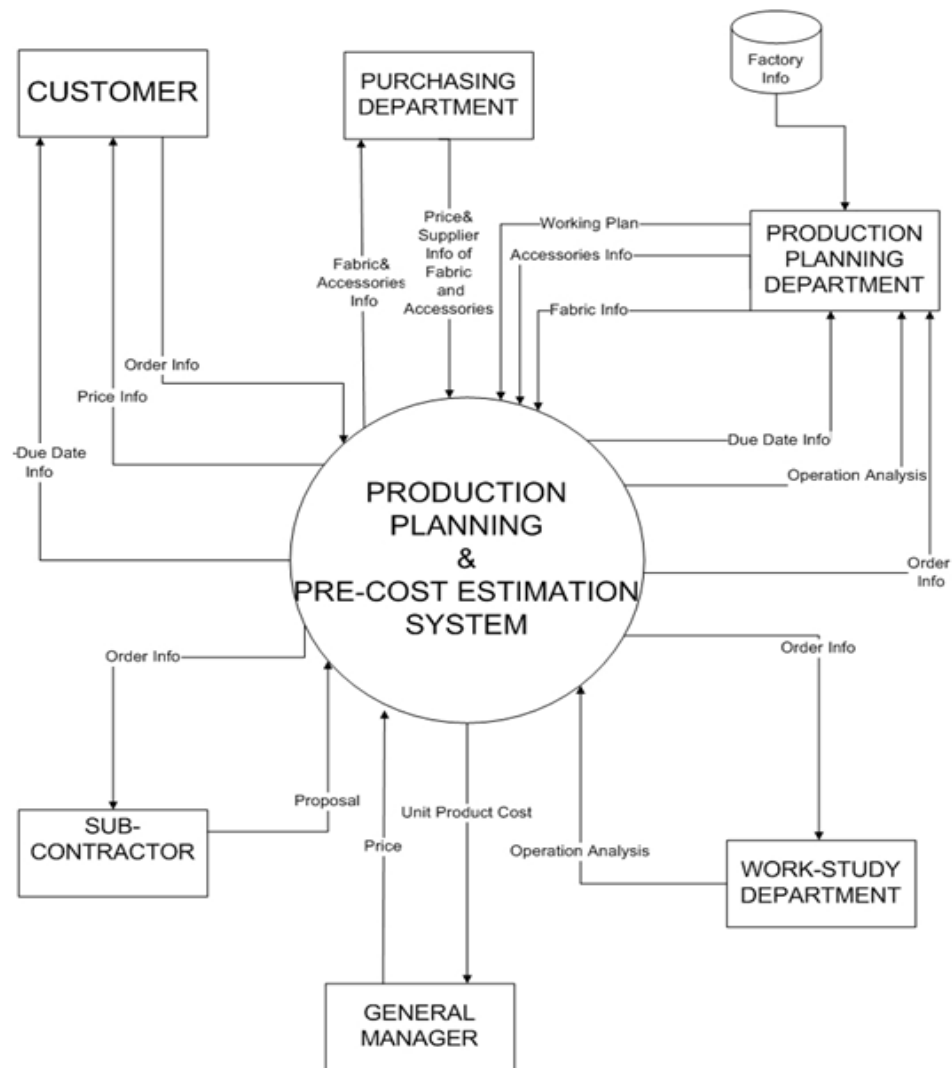 CUSTOMER
PURCHASING
DEPARTMENT
Factory
Info
PRODUCTION
PLANNING
DEPARTMENT
Working Plan
Accessories Info
Fabric Info
Price&
Supplier
Info of
Fabric
and
Accessories
Fabric&
Accessories
Info
Order Info
Price Info
-Due Date
Info
Due Date Info
Operation Analysis
Order
Info
PRODUCTION
PLANNING
&
PRE-COST ESTIMATION
SYSTEM
Order Info
Order Info
Proposal
Price
Unit Product Cost
Operation Analysis
SUB-
CONTRACTOR
WORK-STUDY
DEPARTMENT
GENERAL
MANAGER